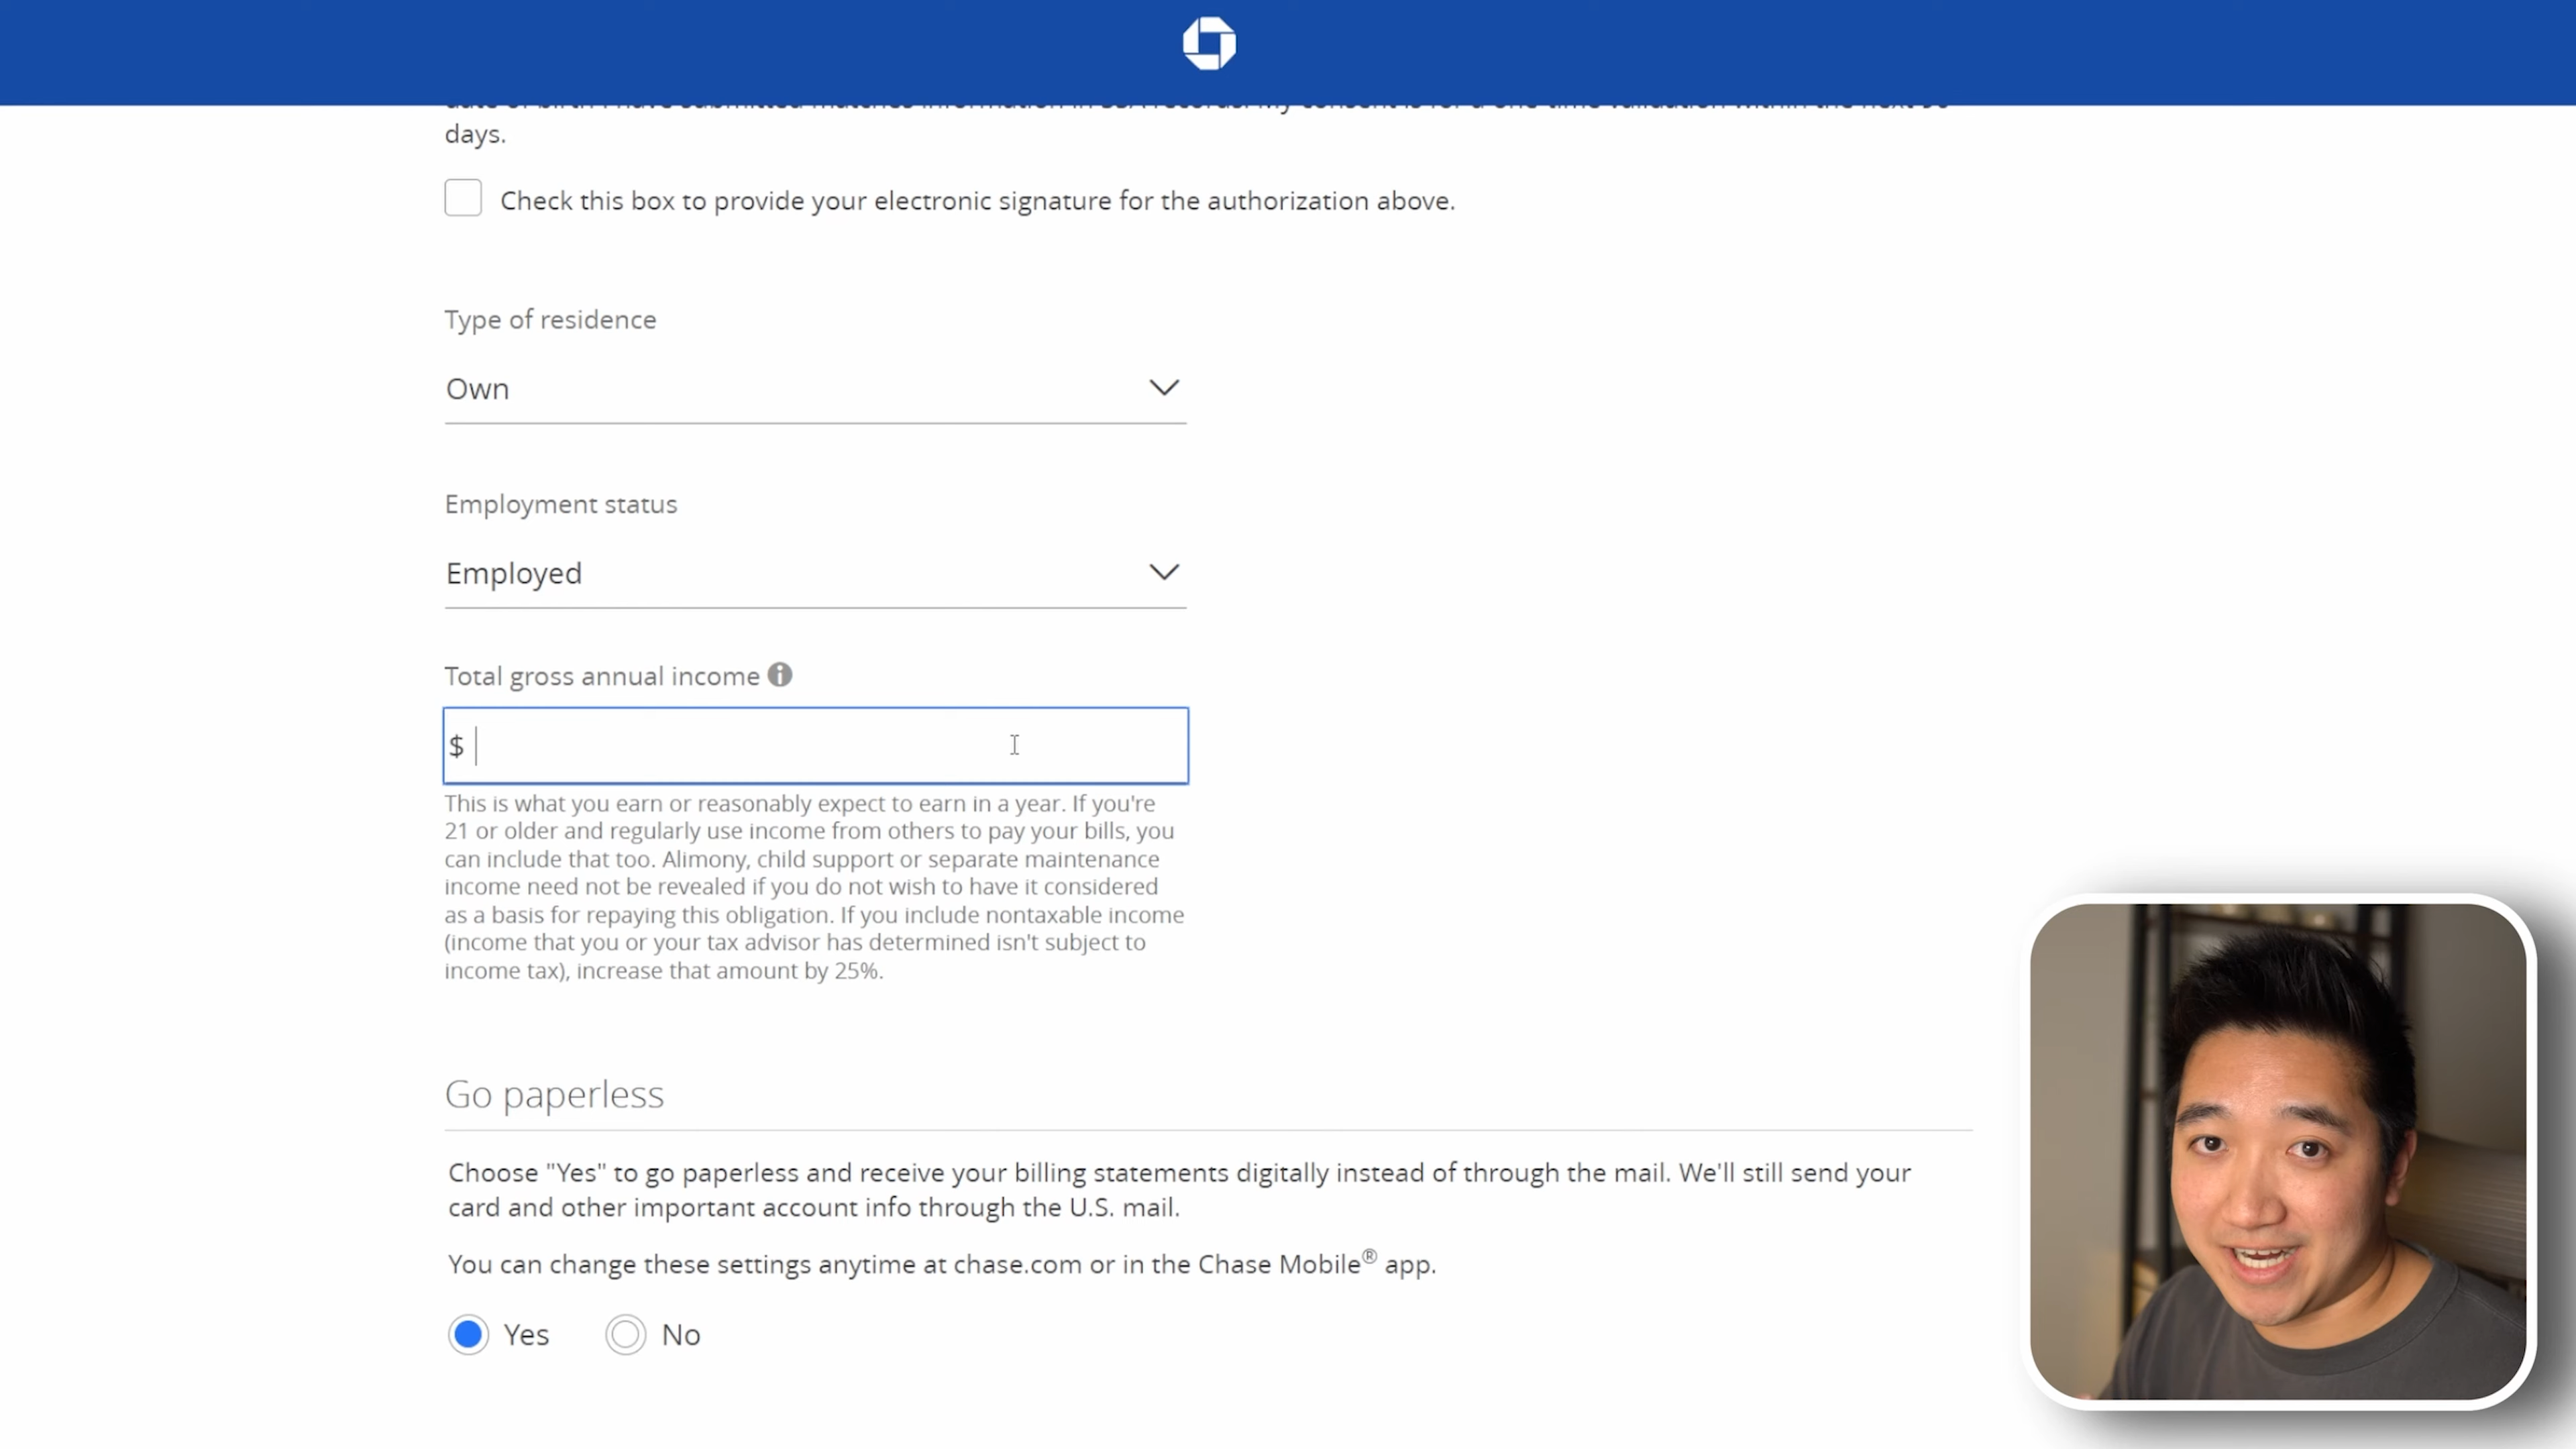 days.
Check this box to provide your electronic signature for the authorization above.
Type of residence
Own
Employment status
Employed
Total gross annual income
$
This is what you earn or reasonably expect to earn in a year. If you're
21 or older and regularly use income from others to pay your bills, you
can include that too. Alimony, child support or separate maintenance
income need not be revealed if you do not wish to have it considered
as a basis for repaying this obligation. If you include nontaxable income
(income that you or your tax advisor has determined isn't subject to
income tax), increase that amount by 25%.
Go paperless
Choose "Yes" to go paperless and receive your billing statements digitally instead of through the mail. We'll still send your
card and other important account info through the U.S. mail.
You can change these settings anytime at chase.com or in the Chase Mobile® app.
Yes No